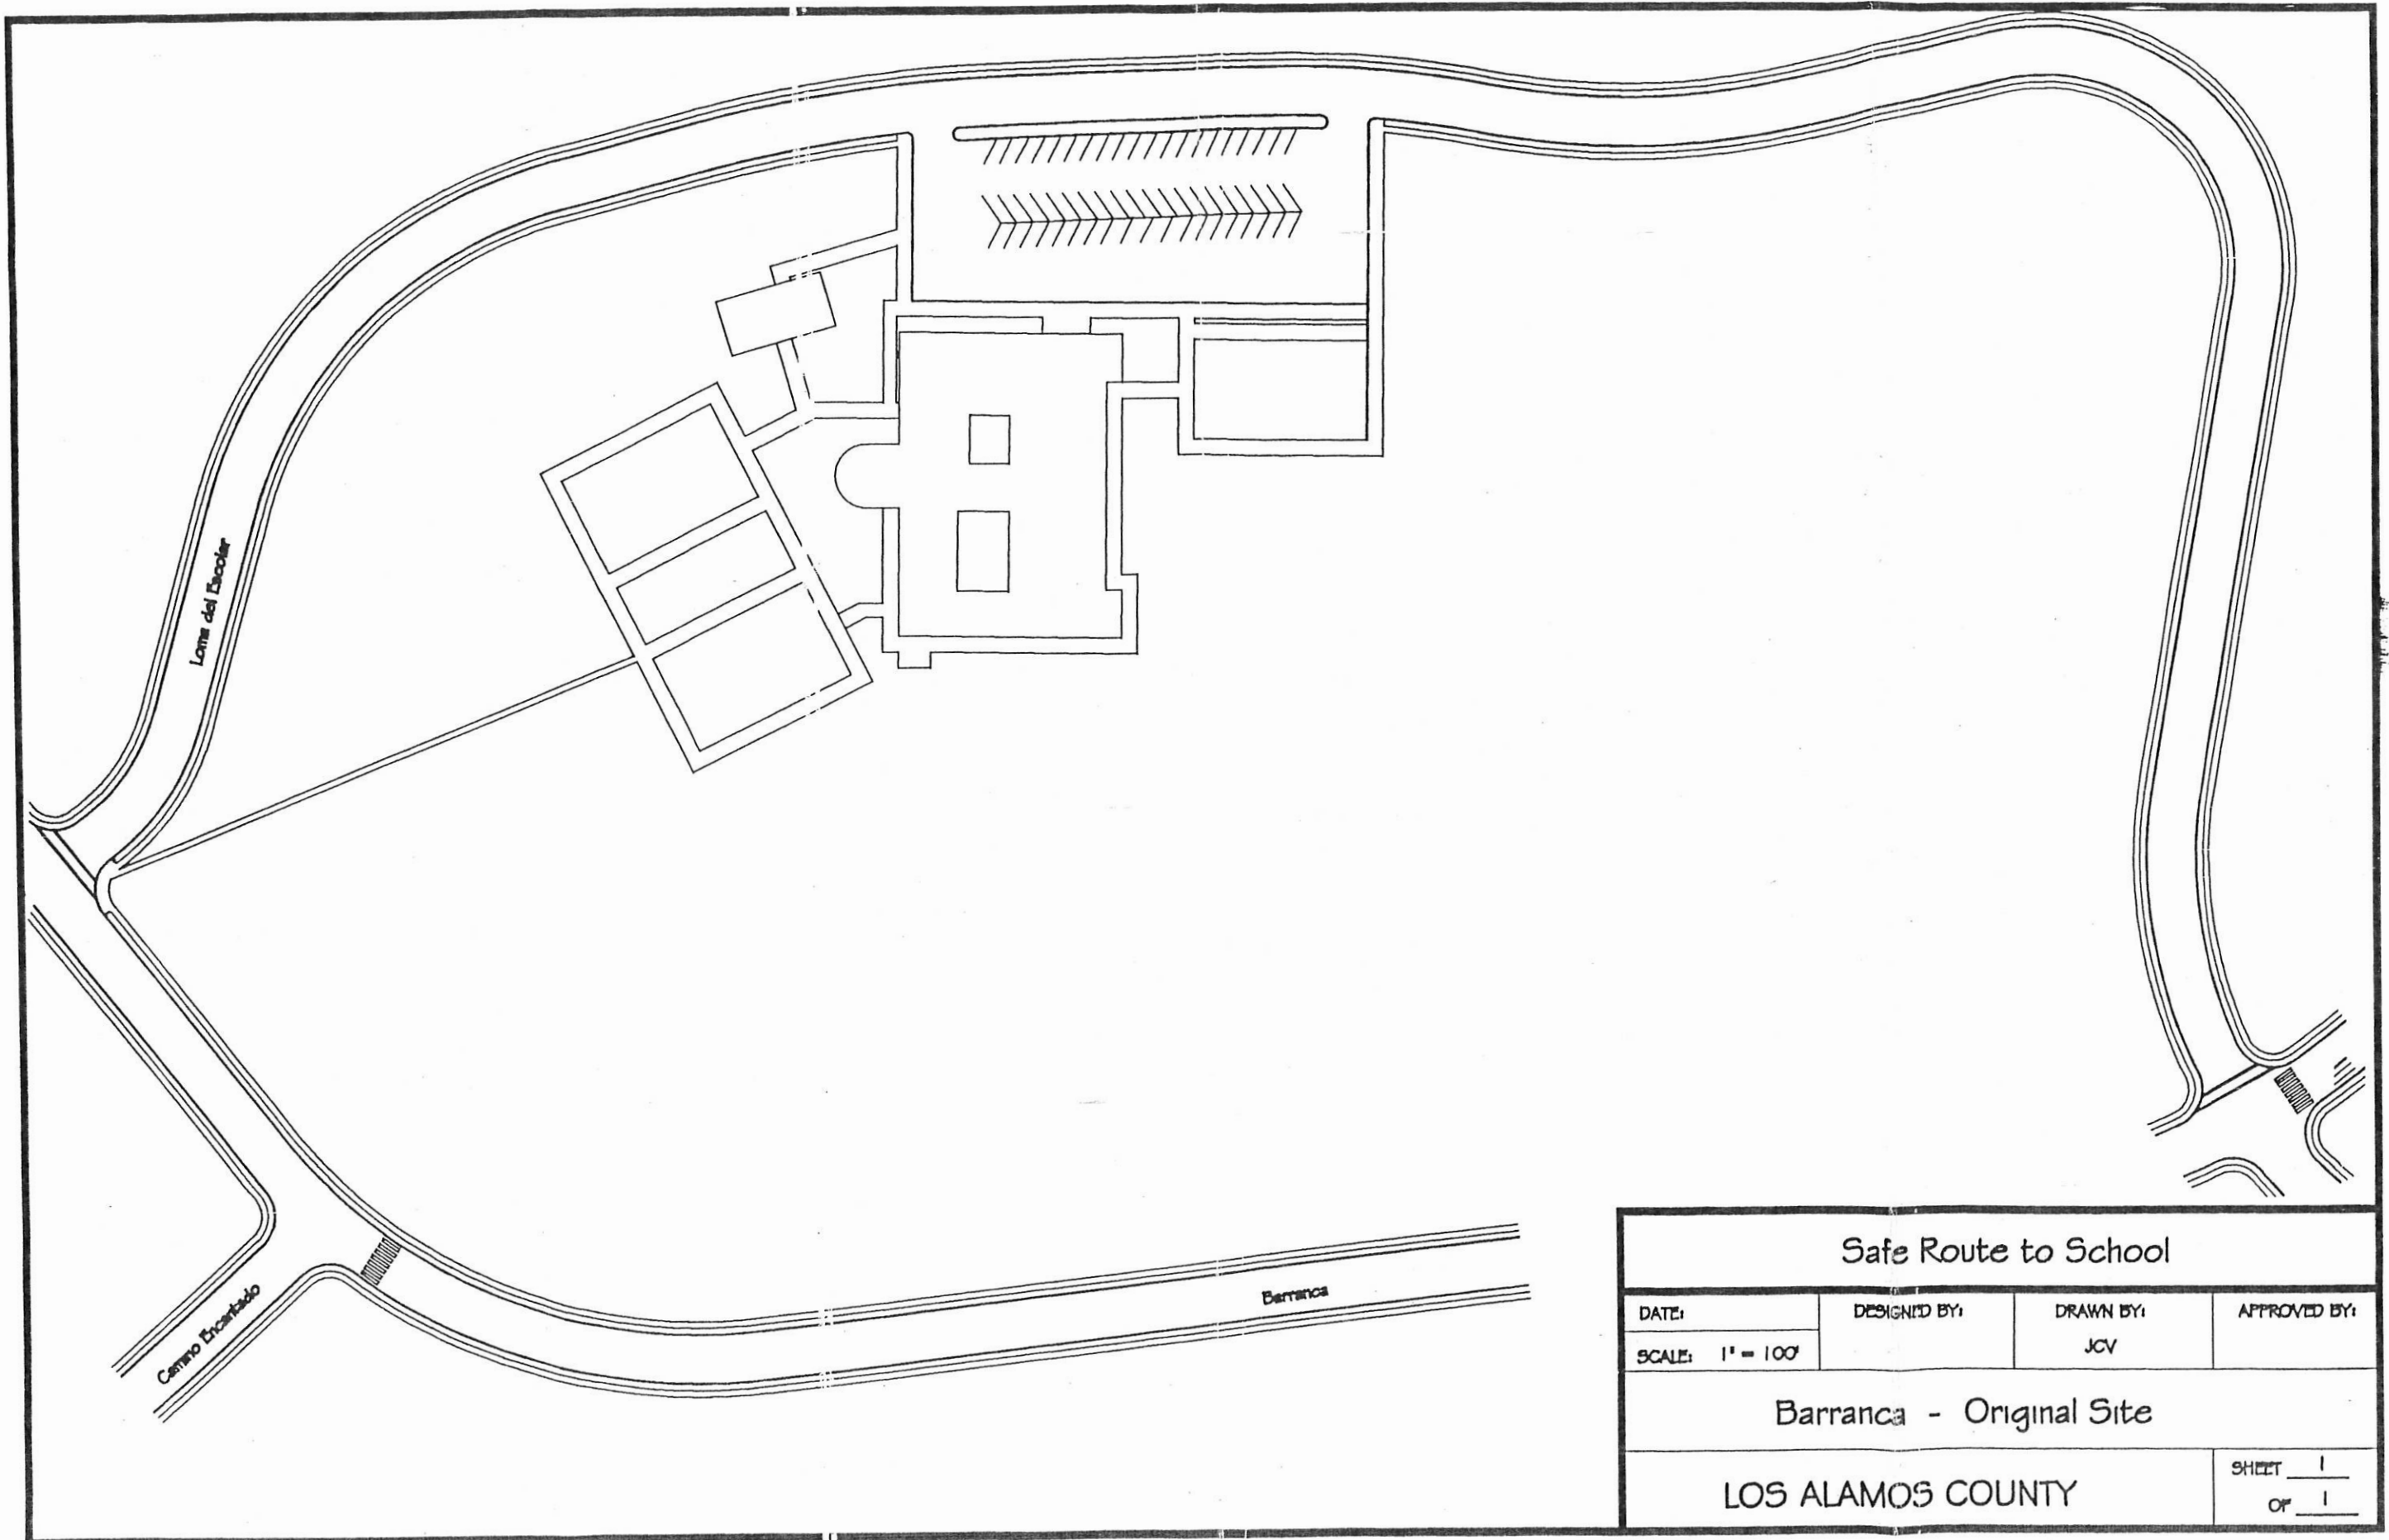 Loma del Escolar
Camino Encantado
Barranca
Safe Route to School
DATE:
DESIGNED BY:
DRAWN BY:
APPROVED BY:
SCALE: 1" = 100'
JCV
Barranca - Original Site
LOS ALAMOS COUNTY
SHEET 1
OF 1